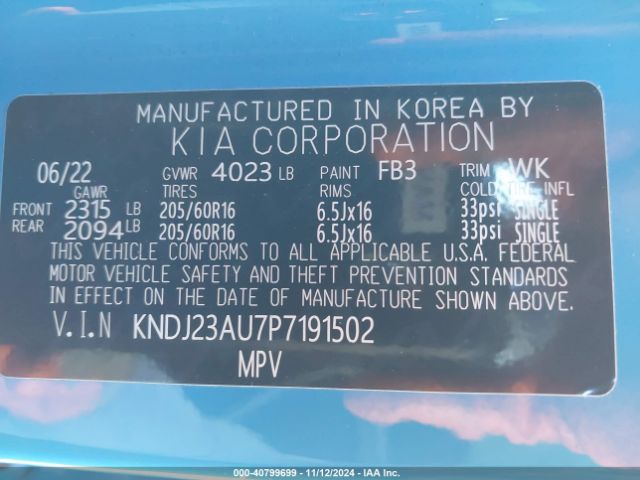 MANUFACTURED IN KOREA BY
KIA CORPORATION
06/22 GVWR 4023 LB PAINT FB3 TRIM WK
GAWR TIRES RIMS COLD TIRE INFL
FRONT 2315 LB 205/60R16 6.5Jx16 33psi SINGLE
REAR 2094 LB 205/60R16 6.5Jx16 33psi SINGLE
THIS VEHICLE CONFORMS TO ALL APPLICABLE U.S.A. FEDERAL
MOTOR VEHICLE SAFETY AND THEFT PREVENTION STANDARDS
IN EFFECT ON THE DATE OF MANUFACTURE SHOWN ABOVE.
V.I.N KNDJ23AU7P7191502
MPV
000-40799699 - 11/12/2024 - IAA Inc.